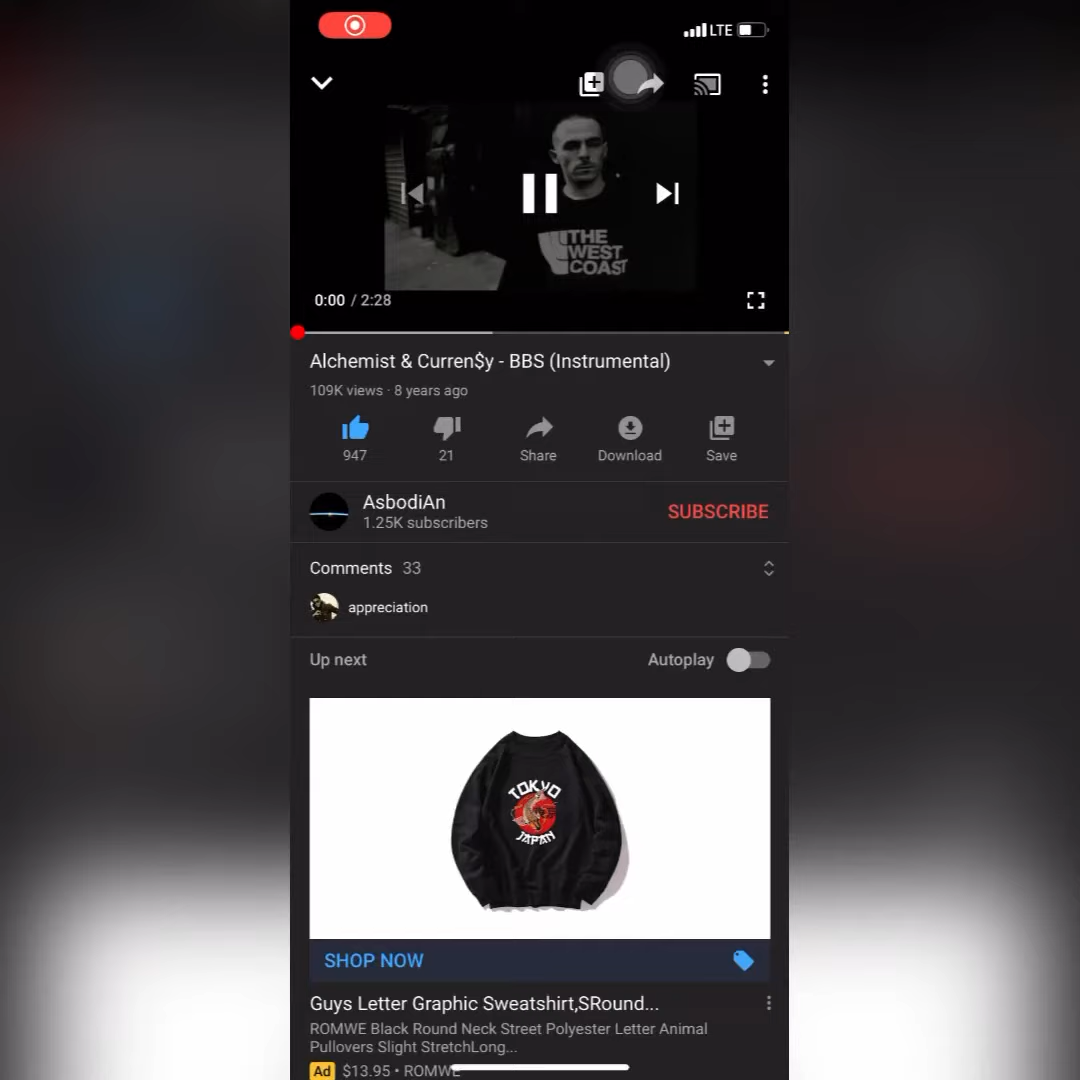 LTE
THE
WEST
COAST
0:00 / 2:28
Alchemist & Curren$y - BBS (Instrumental)
109K views · 8 years ago
947
21
Share
Download
Save
AsbodiAn
1.25K subscribers
SUBSCRIBE
Comments 33
appreciation
Up next
Autoplay
TOKYO
JAPAN
SHOP NOW
Guys Letter Graphic Sweatshirt,SRound...
ROMWE Black Round Neck Street Polyester Letter Animal
Pullovers Slight StretchLong...
Ad $13.95 • ROMWE